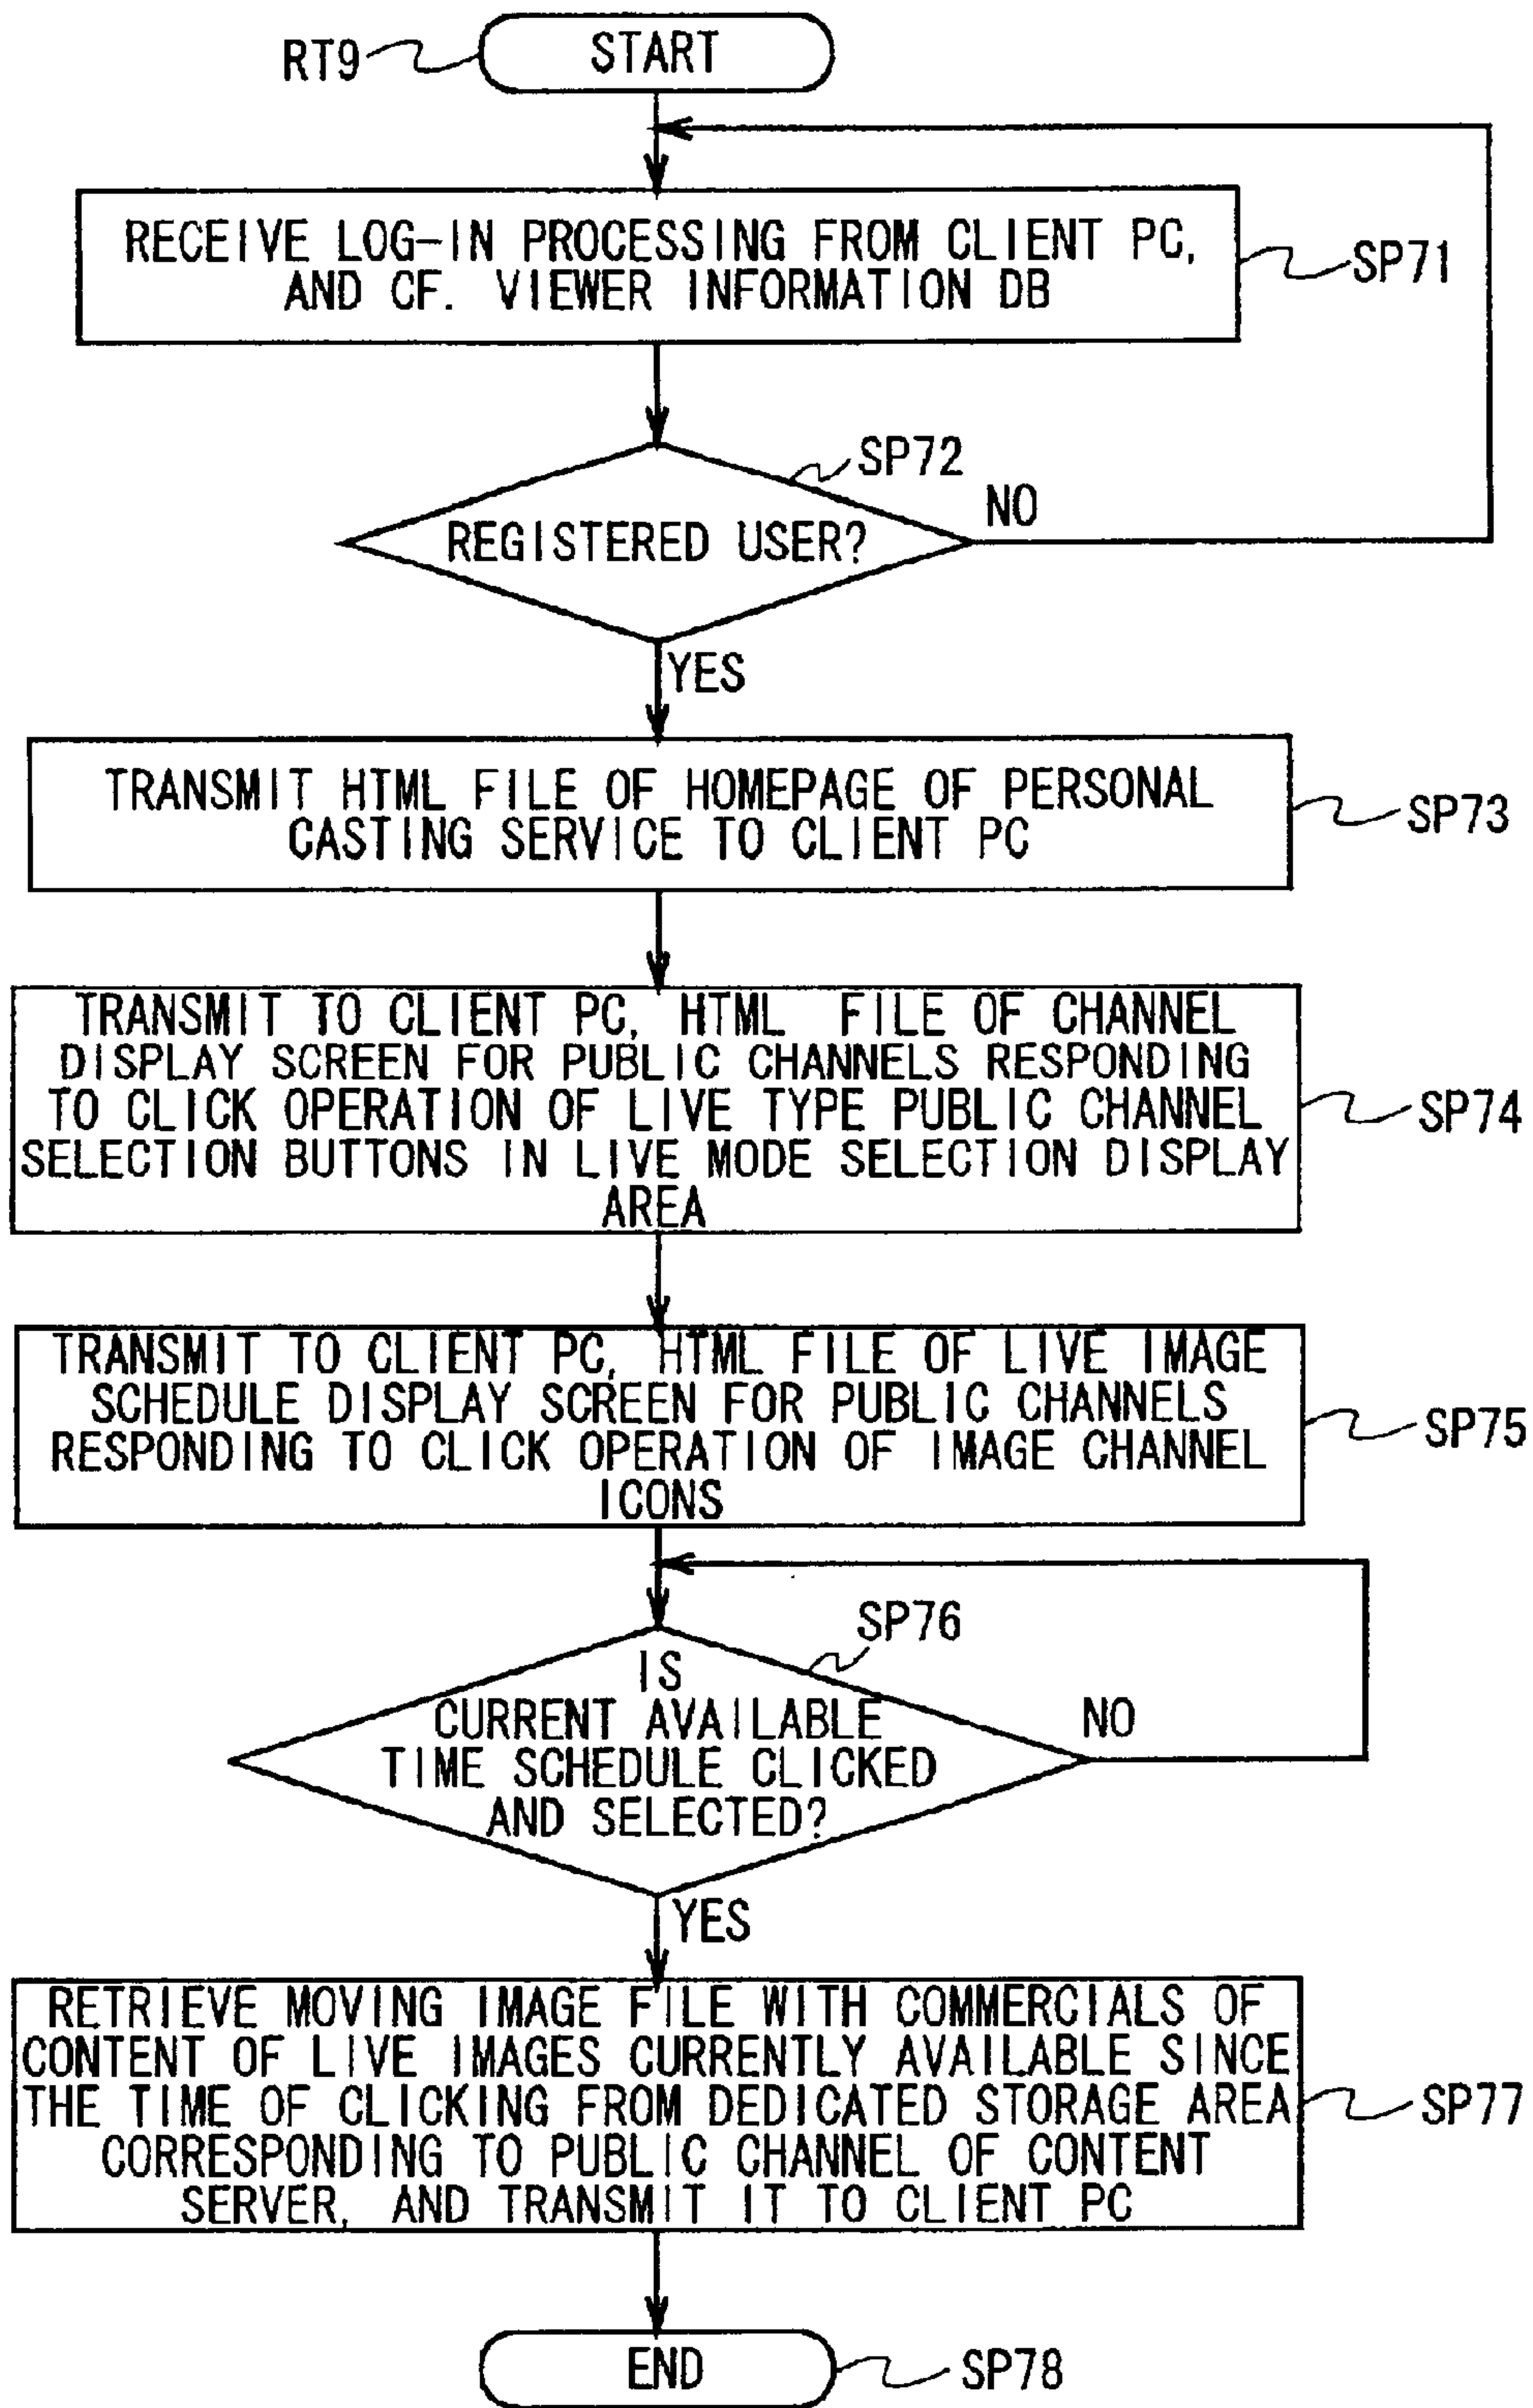 RT9
START
RECEIVE LOG-IN PROCESSING FROM CLIENT PC,
AND CF. VIEWER INFORMATION DB
SP71
SP72
REGISTERED USER?
NO
YES
TRANSMIT HTML FILE OF HOMEPAGE OF PERSONAL
CASTING SERVICE TO CLIENT PC
SP73
TRANSMIT TO CLIENT PC, HTML FILE OF CHANNEL
DISPLAY SCREEN FOR PUBLIC CHANNELS RESPONDING
TO CLICK OPERATION OF LIVE TYPE PUBLIC CHANNEL
SELECTION BUTTONS IN LIVE MODE SELECTION DISPLAY
AREA
SP74
TRANSMIT TO CLIENT PC, HTML FILE OF LIVE IMAGE
SCHEDULE DISPLAY SCREEN FOR PUBLIC CHANNELS
RESPONDING TO CLICK OPERATION OF IMAGE CHANNEL
ICONS
SP75
SP76
IS
CURRENT AVAILABLE
TIME SCHEDULE CLICKED
AND SELECTED?
NO
YES
RETRIEVE MOVING IMAGE FILE WITH COMMERCIALS OF
CONTENT OF LIVE IMAGES CURRENTLY AVAILABLE SINCE
THE TIME OF CLICKING FROM DEDICATED STORAGE AREA
CORRESPONDING TO PUBLIC CHANNEL OF CONTENT
SERVER, AND TRANSMIT IT TO CLIENT PC
SP77
END
SP78